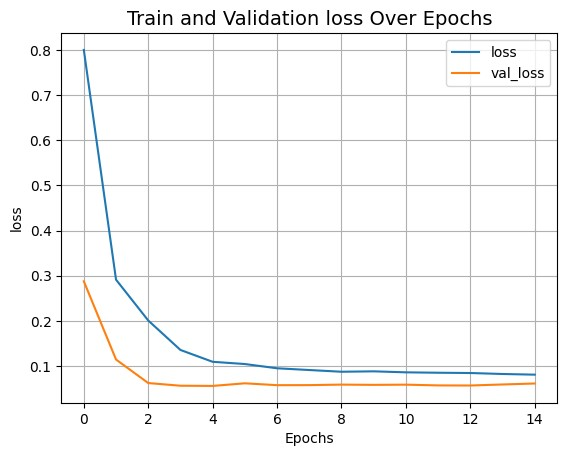 Train and Validation loss Over Epochs
loss
val_loss
0.8
0.7
0.6
0.5
0.4
0.3
0.2
0.1
loss
0 2 4 6 8 10 12 14
Epochs